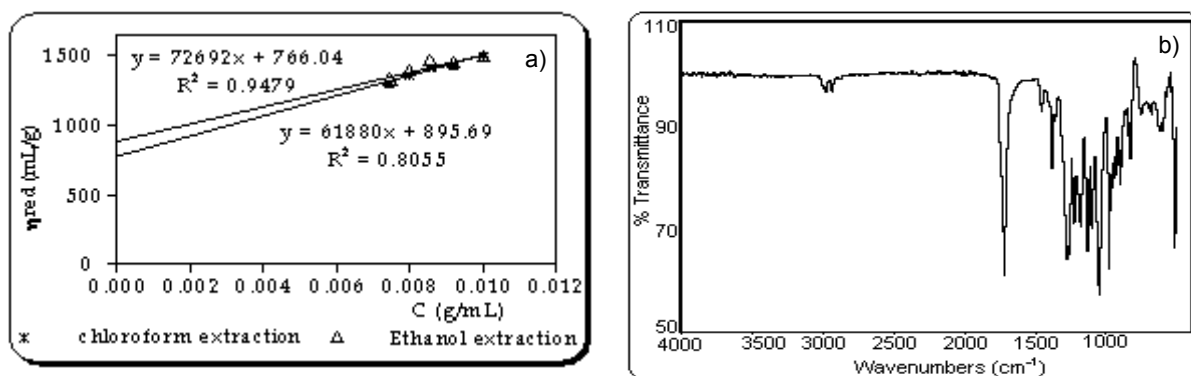 a)
y = 72692x + 766.04
R² = 0.9479
y = 61880x + 895.69
R² = 0.8055
ηred (mL/g)
1500
1000
500
0
0.000 0.002 0.004 0.006 0.008 0.010 0.012
C (g/mL)
chloroform extraction Δ Ethanol extraction
b)
% Transmittance
110
90
70
50
4000 3000 2500 2000 1500 1000
Wavenumbers (cm⁻¹)